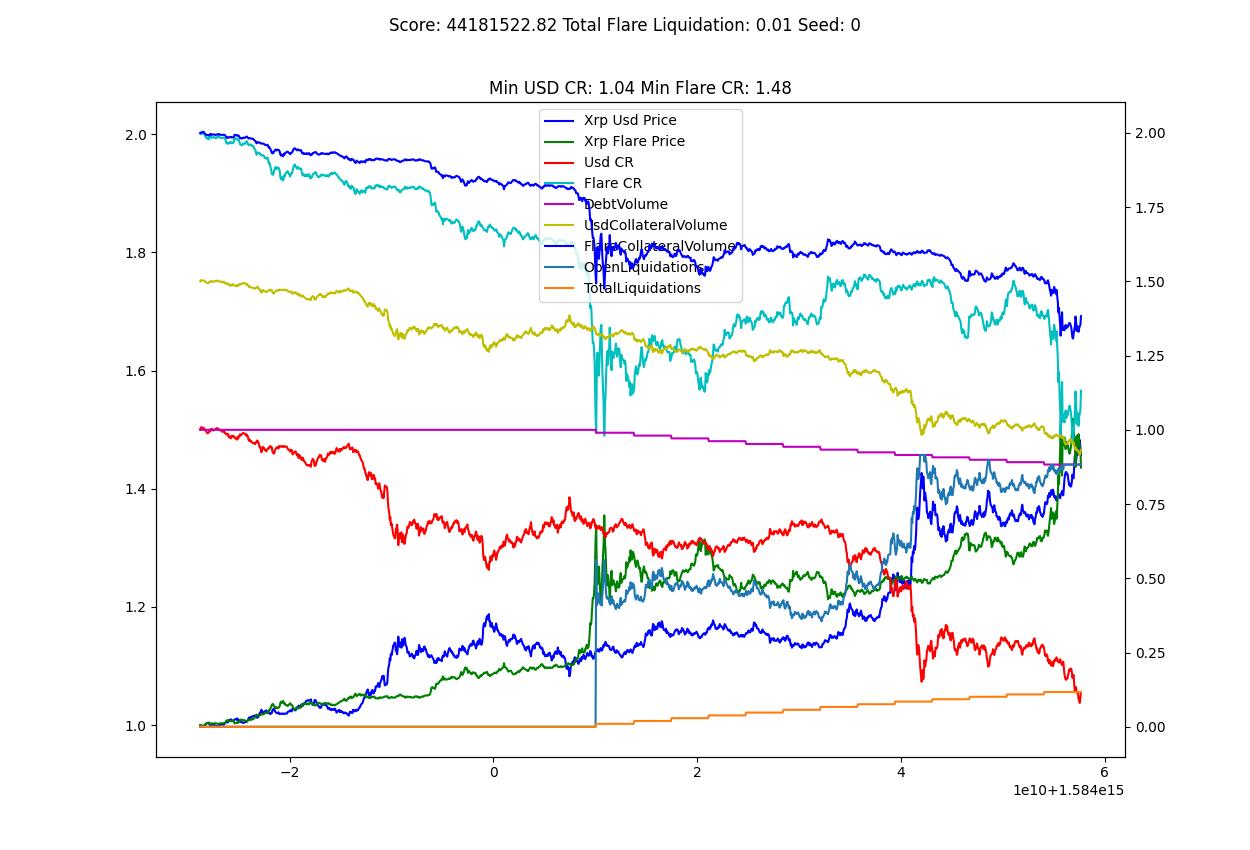 Score: 44181522.82 Total Flare Liquidation: 0.01 Seed: 0
Min USD CR: 1.04 Min Flare CR: 1.48
Xrp Usd Price
Xrp Flare Price
Usd CR
Flare CR
DebtVolume
UsdCollateralVolume
FlareCollateralVolume
OpenLiquidations
TotalLiquidations
2.0
1.8
1.6
1.4
1.2
1.0
2.00
1.75
1.50
1.25
1.00
0.75
0.50
0.25
0.00
−2
0
2
4
6
1e10+1.584e15